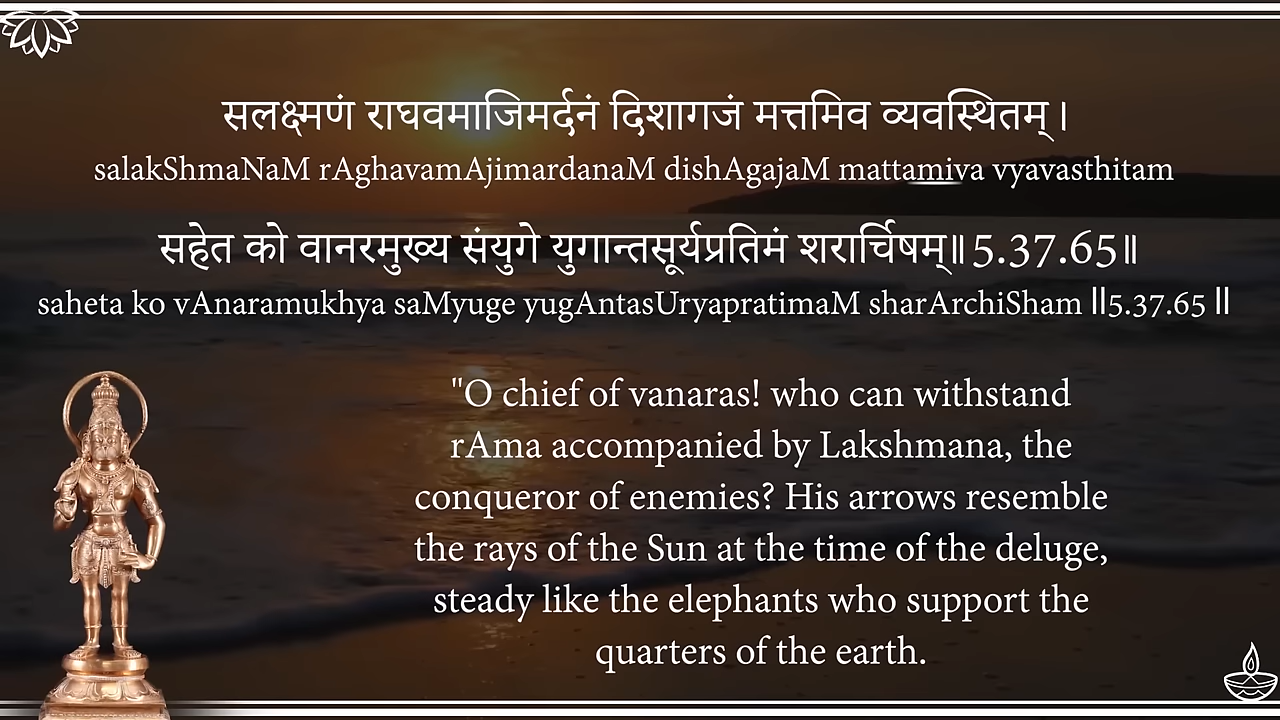 सलक्ष्मणं राघवमाजिमर्दनं दिशागजं मत्तमिव व्यवस्थितम् ।
salakShmaNaM rAghavamAjimardanaM dishAgajaM mattamiva vyavasthitam
सहेत को वानरमुख्य संयुगे युगान्तसूर्यप्रतिमं शरार्चिषम्॥5.37.65॥
saheta ko vAnaramukhya saMyuge yugAntasUryapratimaM sharArchiSham ॥5.37.65॥
"O chief of vanaras! who can withstand
rAma accompanied by Lakshmana, the
conqueror of enemies? His arrows resemble
the rays of the Sun at the time of the deluge,
steady like the elephants who support the
quarters of the earth.